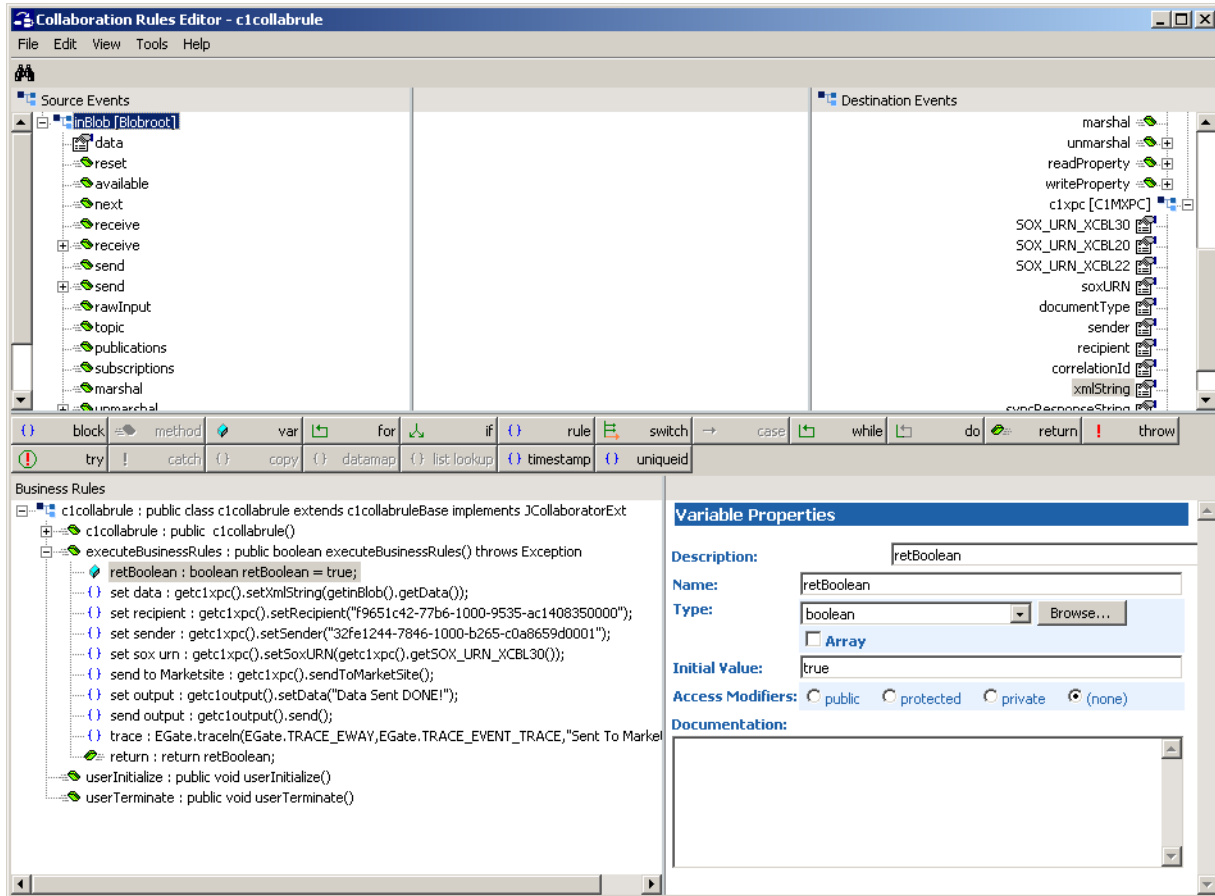 Collaboration Rules Editor - c1collabrule
File Edit View Tools Help
Source Events
Destination Events
inBlob [Blobroot]
data
reset
available
next
receive
receive
send
send
rawInput
topic
publications
subscriptions
marshal
unmarshal
marshal
unmarshal
readProperty
writeProperty
c1xpc [C1MXPC]
SOX_URN_XCBL30
SOX_URN_XCBL20
SOX_URN_XCBL22
soxURN
documentType
sender
recipient
correlationId
xmlString
syncResponseString
block method var for if rule switch case while do return throw
try catch copy datamap list lookup timestamp uniqueid
Business Rules
c1collabrule : public class c1collabrule extends c1collabruleBase implements JCollaboratorExt
c1collabrule : public c1collabrule()
executeBusinessRules : public boolean executeBusinessRules() throws Exception
retBoolean : boolean retBoolean = true;
set data : getc1xpc().setXmlString(getinBlob().getData());
set recipient : getc1xpc().setRecipient("f9651c42-77b6-1000-9535-ac1408350000");
set sender : getc1xpc().setSender("32fe1244-7846-1000-b265-c0a8659d0001");
set sox urn : getc1xpc().setSoxURN(getc1xpc().getSOX_URN_XCBL30());
send to Marketsite : getc1xpc().sendToMarketSite();
set output : getc1output().setData("Data Sent DONE!");
send output : getc1output().send();
trace : EGate.traceln(EGate.TRACE_EWAY,EGate.TRACE_EVENT_TRACE,"Sent To Market
return : return retBoolean;
userInitialize : public void userInitialize()
userTerminate : public void userTerminate()
Variable Properties
Description: retBoolean
Name: retBoolean
Type: boolean Browse...
Array
Initial Value: true
Access Modifiers: public protected private (none)
Documentation: